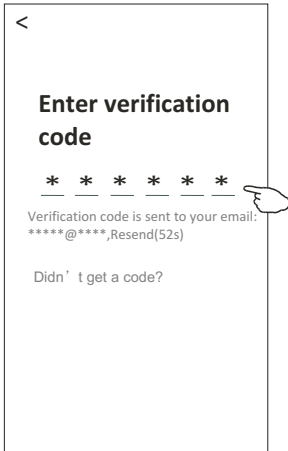 <
Enter verification
code
* * * * * *
Verification code is sent to your email:
*****@****,Resend(52s)
Didn’t get a code?